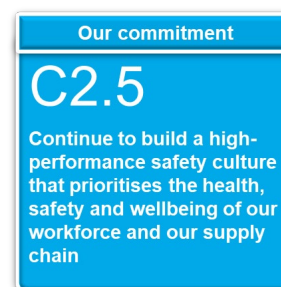 Our commitment
C2.5
Continue to build a high-
performance safety culture
that prioritises the health,
safety and wellbeing of our
workforce and our supply
chain